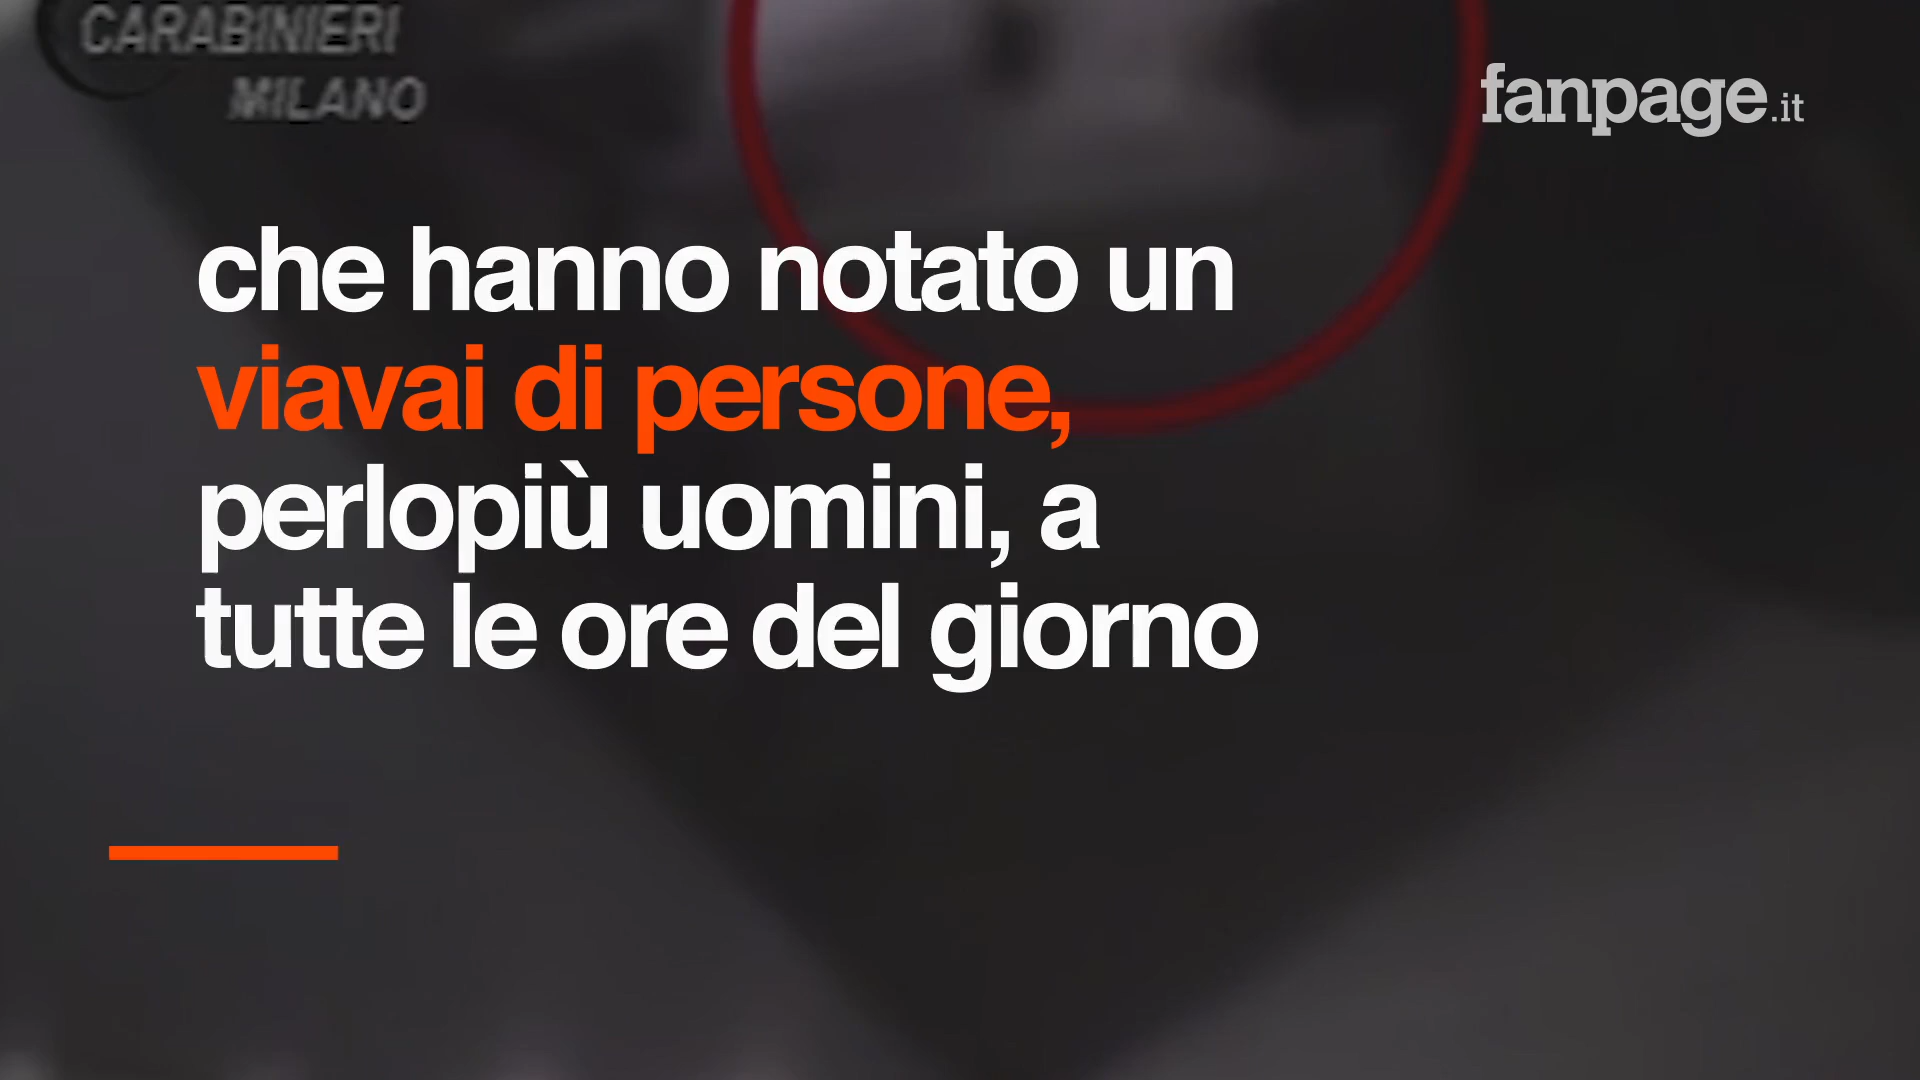 CARABINIERI
MILANO
fanpage.it
che hanno notato un
viavai di persone,
perlopiù uomini, a
tutte le ore del giorno